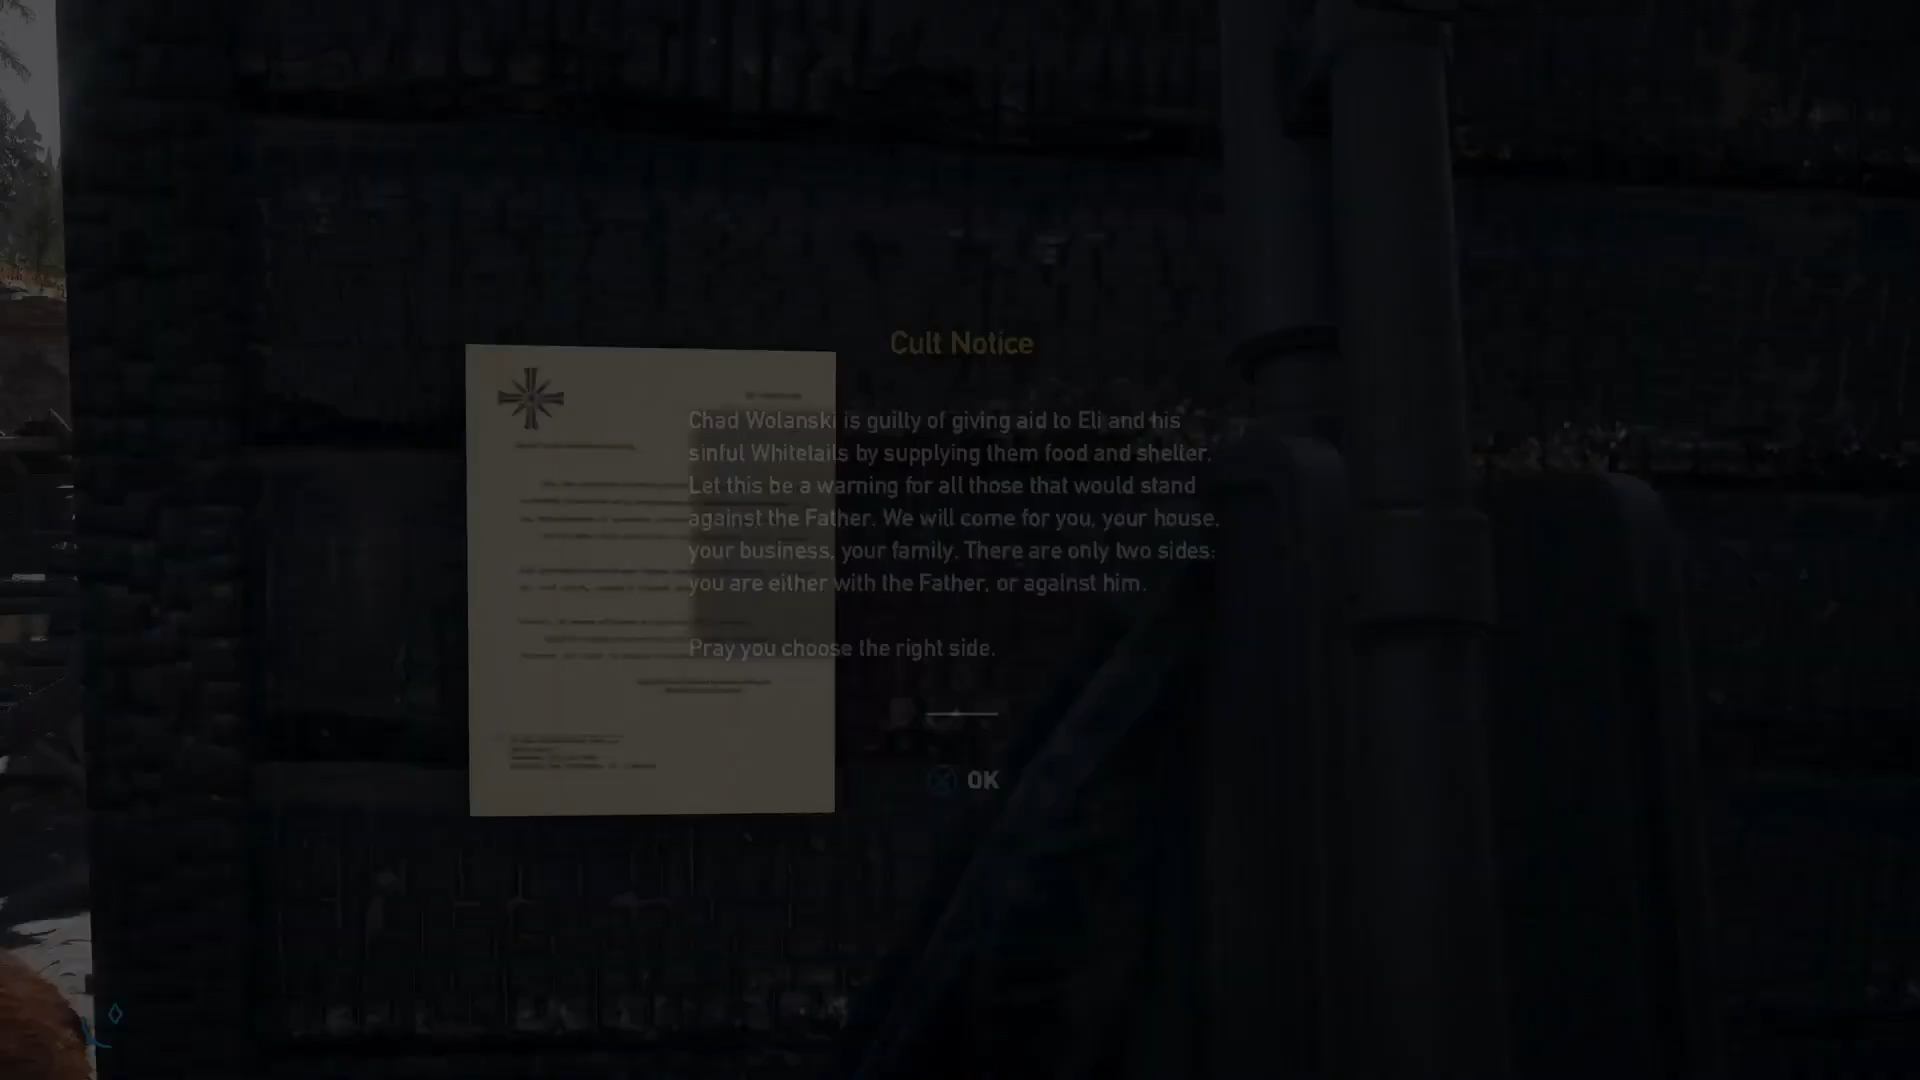 Cult Notice
Chad Wolanski is guilty of giving aid to Eli and his
sinful Whitetails by supplying them food and shelter.
Let this be a warning for all those that would stand
against the Father. We will come for you, your house,
your business, your family. There are only two sides:
you are either with the Father, or against him.
Pray you choose the right side.
OK